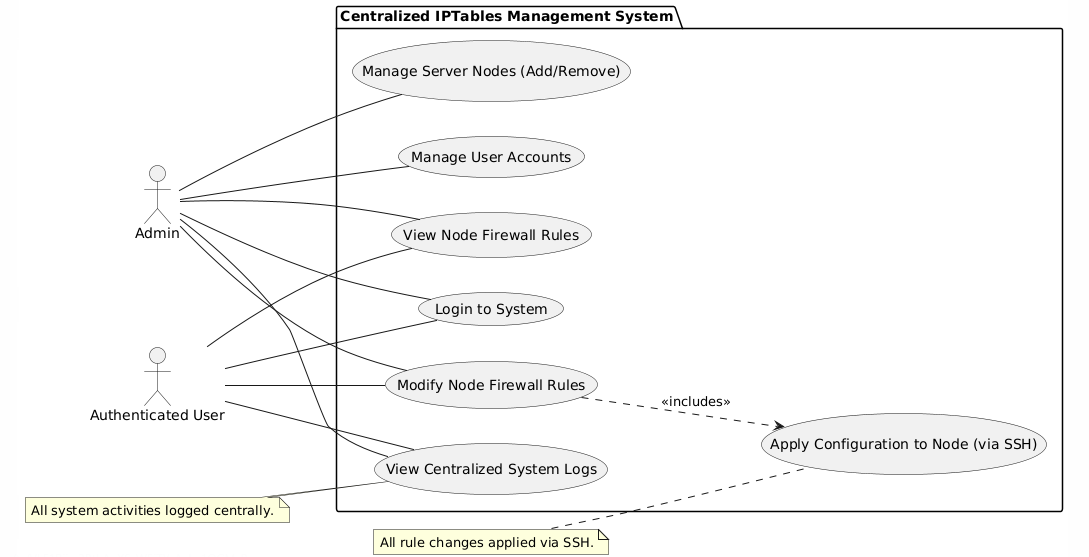 Centralized IPTables Management System
Manage Server Nodes (Add/Remove)
Manage User Accounts
Admin
View Node Firewall Rules
Login to System
Modify Node Firewall Rules
«includes»
Authenticated User
Apply Configuration to Node (via SSH)
View Centralized System Logs
All system activities logged centrally.
All rule changes applied via SSH.